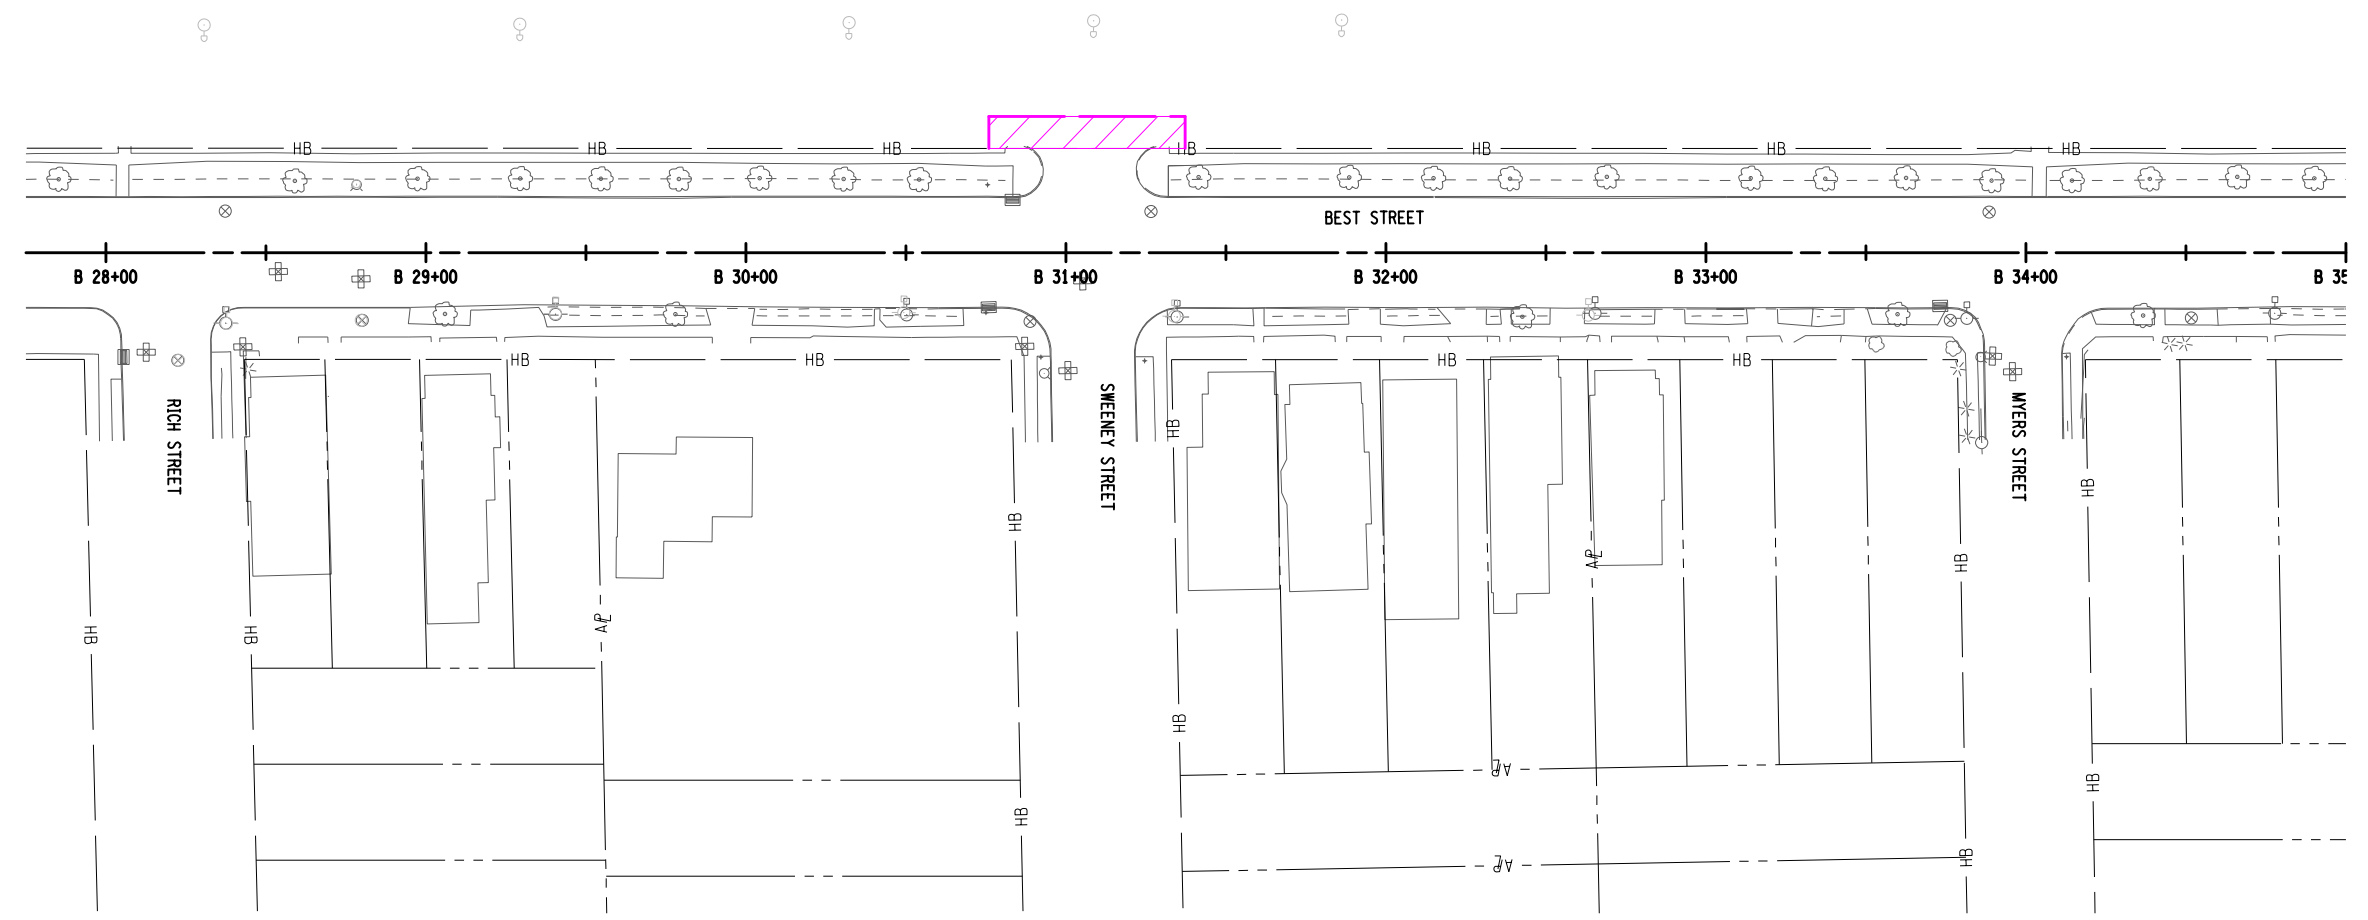 HB HB HB HB HB HB HB
BEST STREET
B 28+00 B 29+00 B 30+00 B 31+00 B 32+00 B 33+00 B 34+00 B 35
HB HB HB HB
RICH STREET
SWEENEY STREET
MYERS STREET
HB
HB
HB
A/P
HB
HB
HB
A/P
HB
HB
A/P
HB
HB
A/P
HB